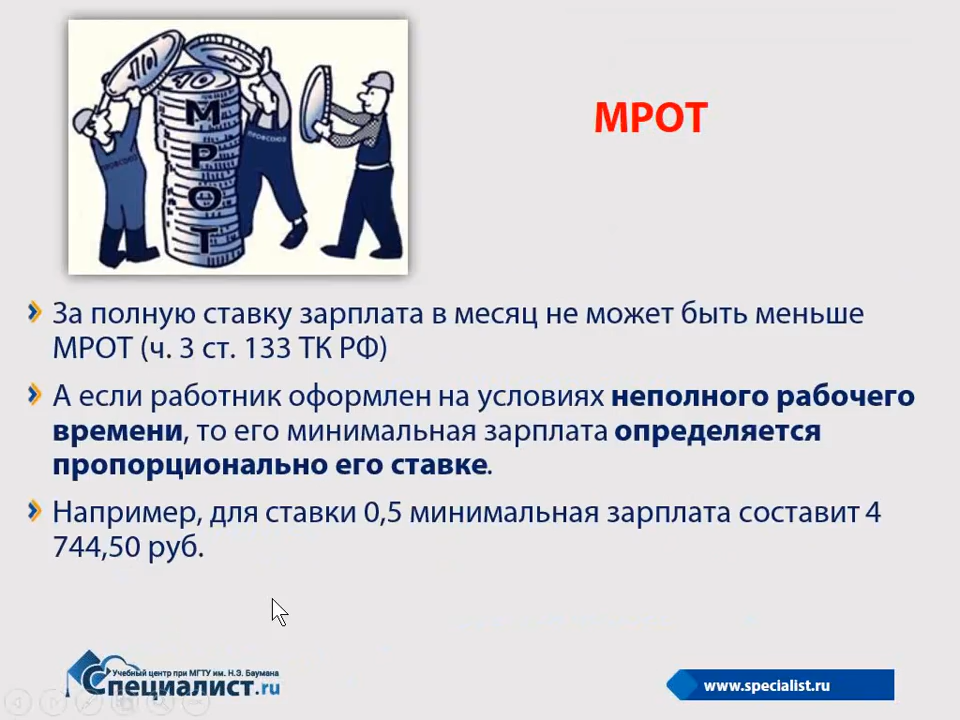 МРОТ
ПРОФСОЮЗ
ПРОФСОЮЗ
МРОТ
За полную ставку зарплата в месяц не может быть меньше
МРОТ (ч. 3 ст. 133 ТК РФ)
А если работник оформлен на условиях неполного рабочего
времени, то его минимальная зарплата определяется
пропорционально его ставке.
Например, для ставки 0,5 минимальная зарплата составит 4
744,50 руб.
Учебный центр при МГТУ им. Н.Э. Баумана
Специалист.ru
www.specialist.ru